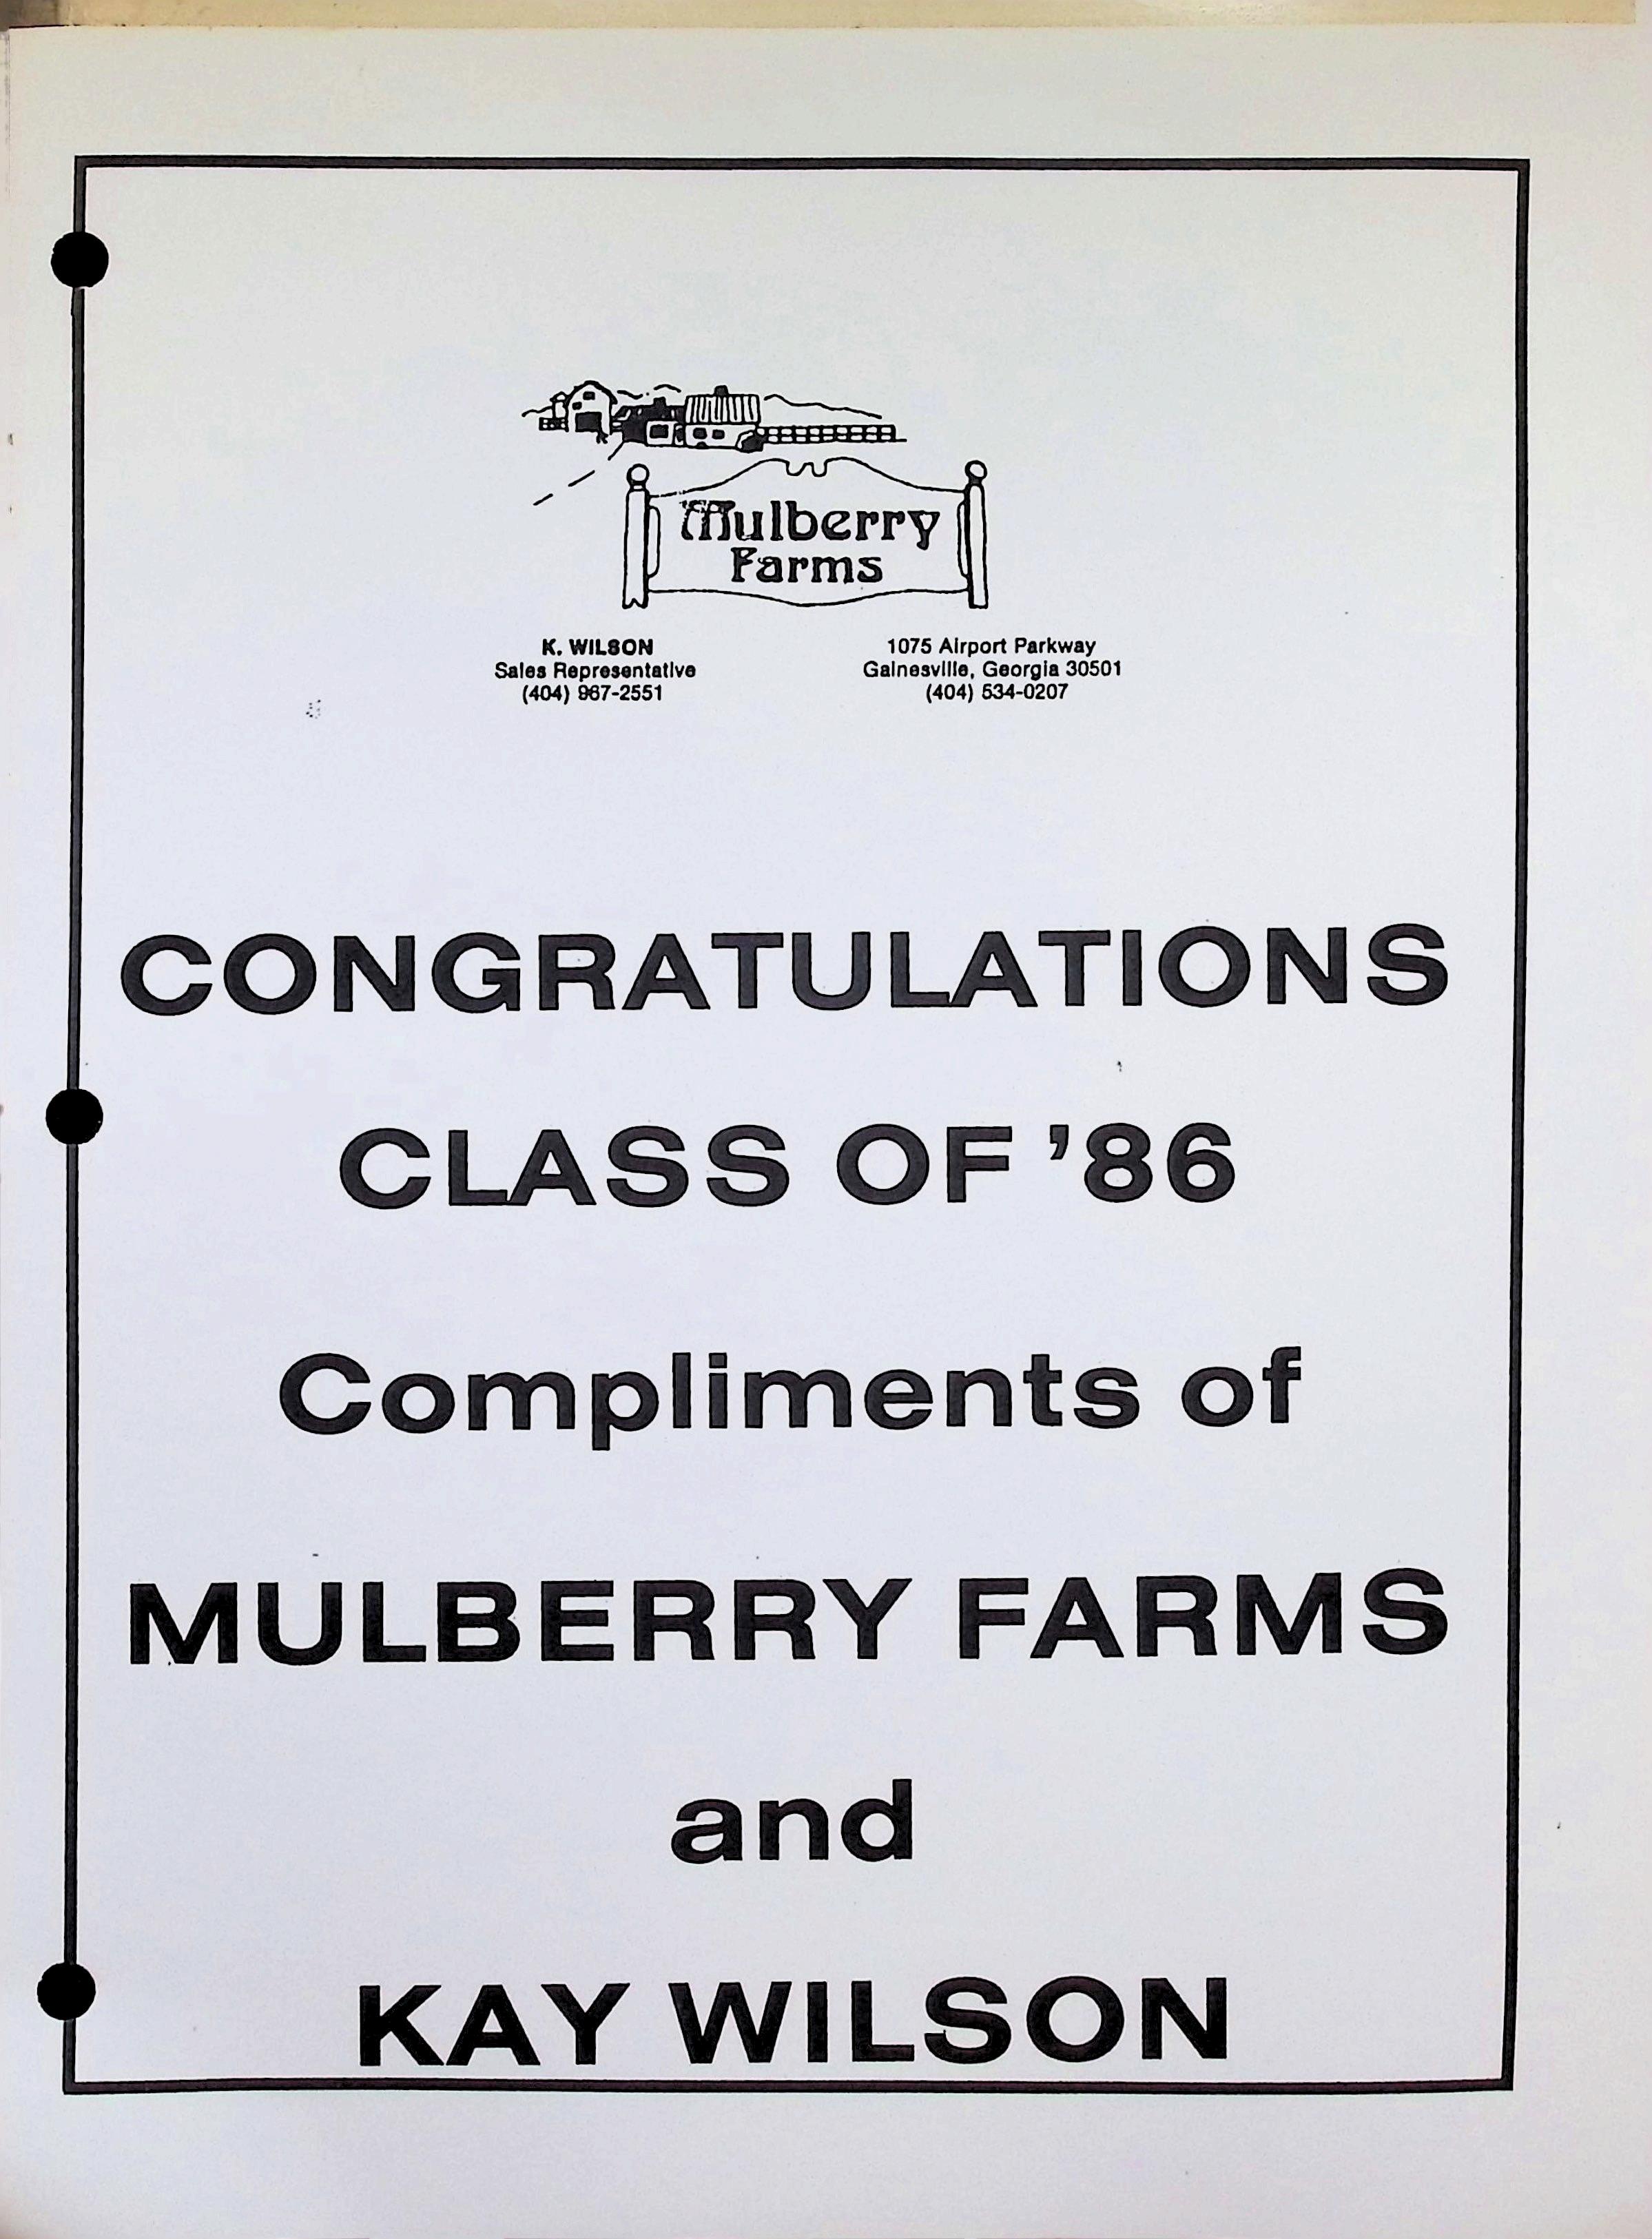 Mulberry
Farms
K. WILSON
Sales Representative
(404) 967-2551
1075 Airport Parkway
Gainesville, Georgia 30501
(404) 534-0207
CONGRATULATIONS
CLASS OF '86
Compliments of
MULBERRY FARMS
and
KAY WILSON